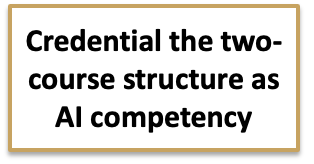 Credential the two-
course structure as
AI competency